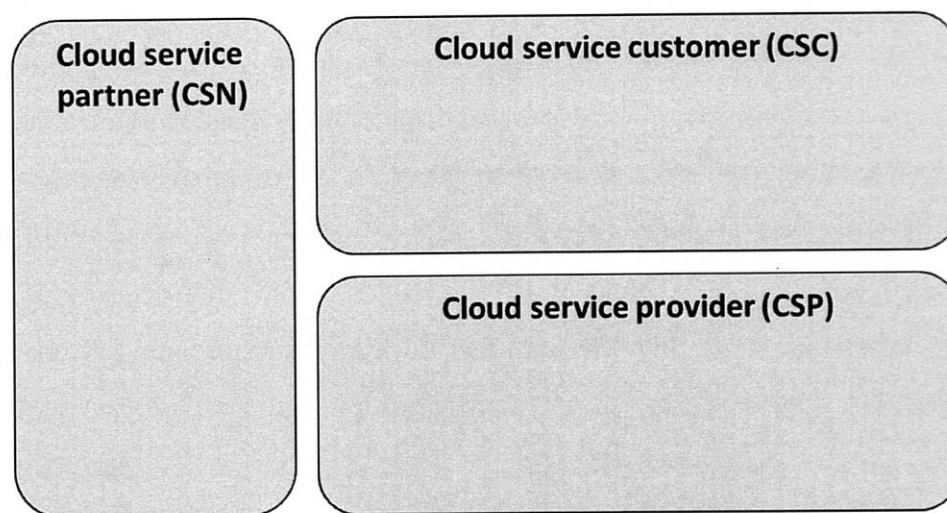 Cloud service
partner (CSN)
Cloud service customer (CSC)
Cloud service provider (CSP)